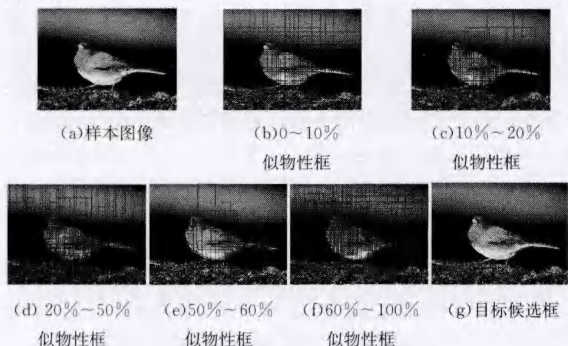 (a)样本图像
(b)0~10%
似物性框
(c)10%~20%
似物性框
(d) 20%~50%
似物性框
(e)50%~60%
似物性框
(f)60%~100%
似物性框
(g)目标候选框